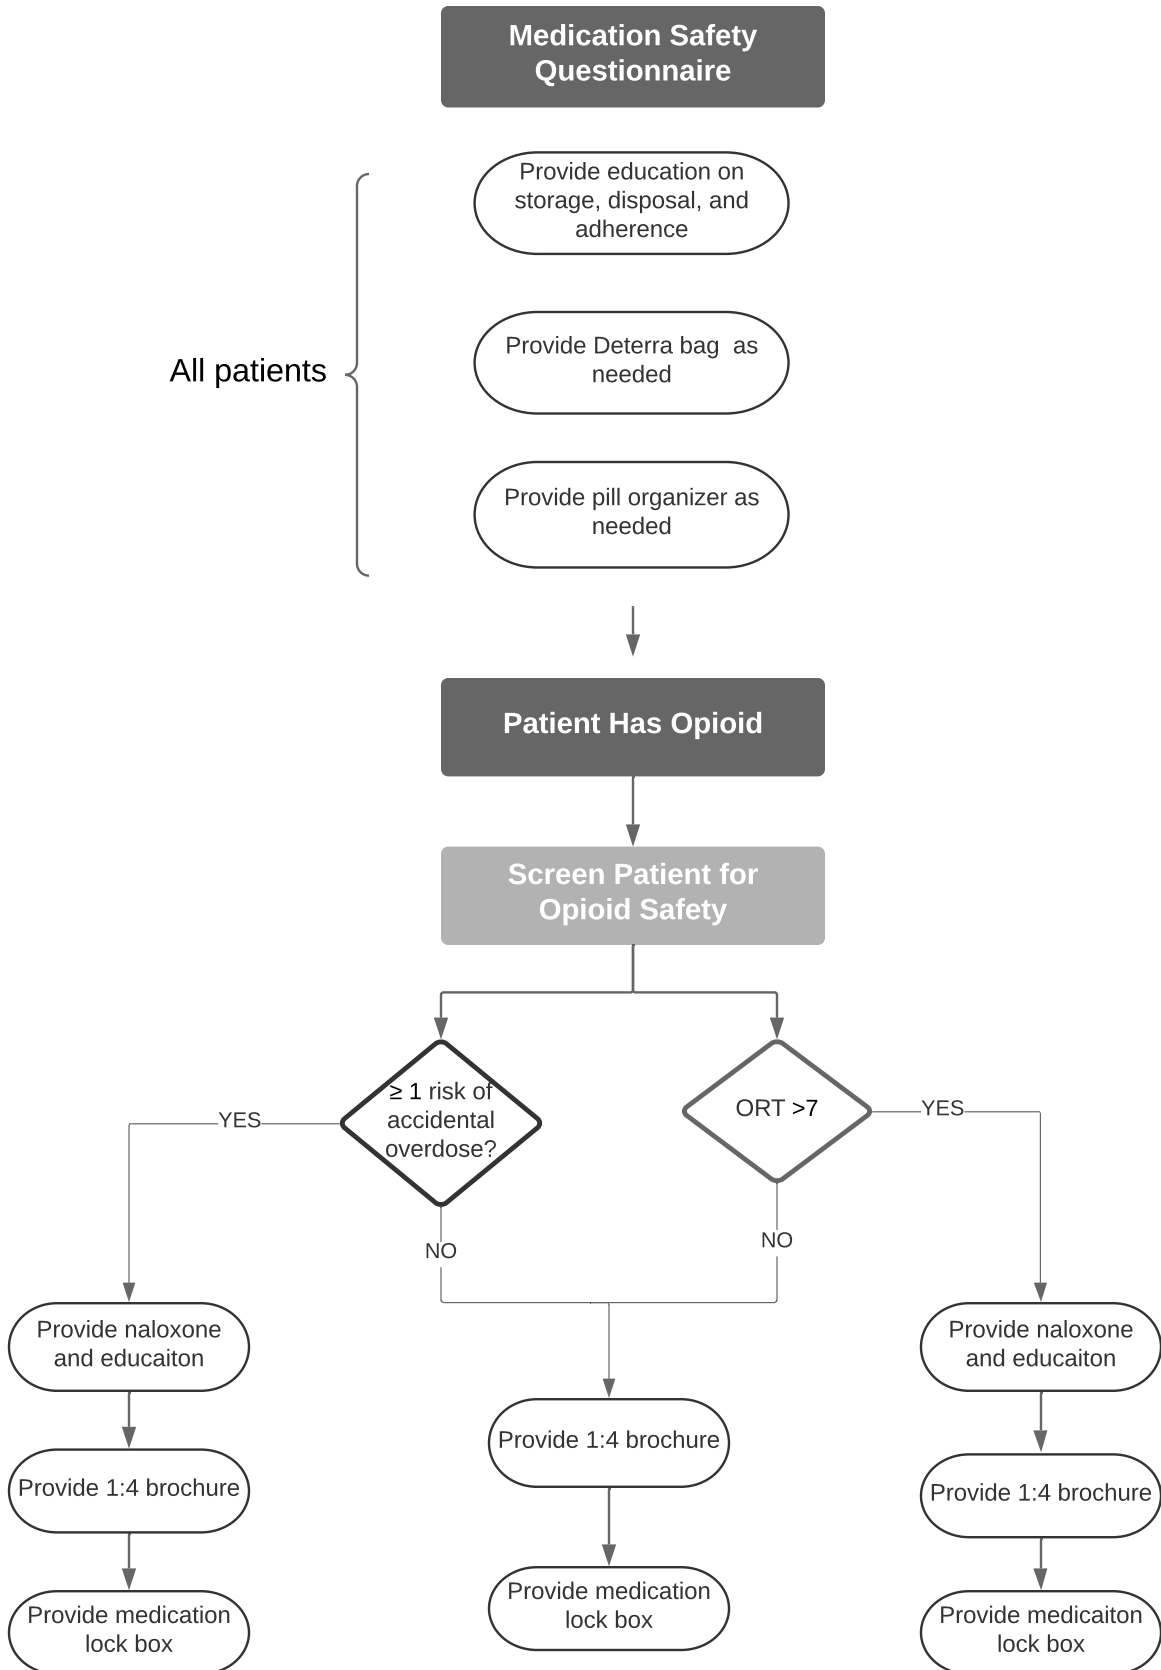 Medication Safety
Questionnaire
Provide education on
storage, disposal, and
adherence
All patients
Provide Deterra bag  as
needed
Provide pill organizer as
needed
Patient Has Opioid
Screen Patient for
Opioid Safety
≥ 1 risk of
accidental
overdose?
ORT >7
YES
YES
NO
NO
Provide naloxone
and educaiton
Provide 1:4 brochure
Provide medication
lock box
Provide 1:4 brochure
Provide medication
lock box
Provide naloxone
and educaiton
Provide 1:4 brochure
Provide medicaiton
lock box